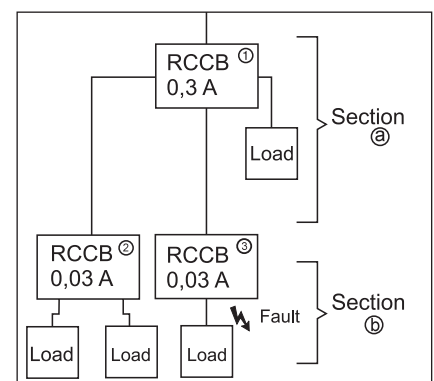 RCCB ①
0,3 A
Load
Section
ⓐ
RCCB ②
0,03 A
RCCB ③
0,03 A
Fault
Section
ⓑ
Load
Load
Load